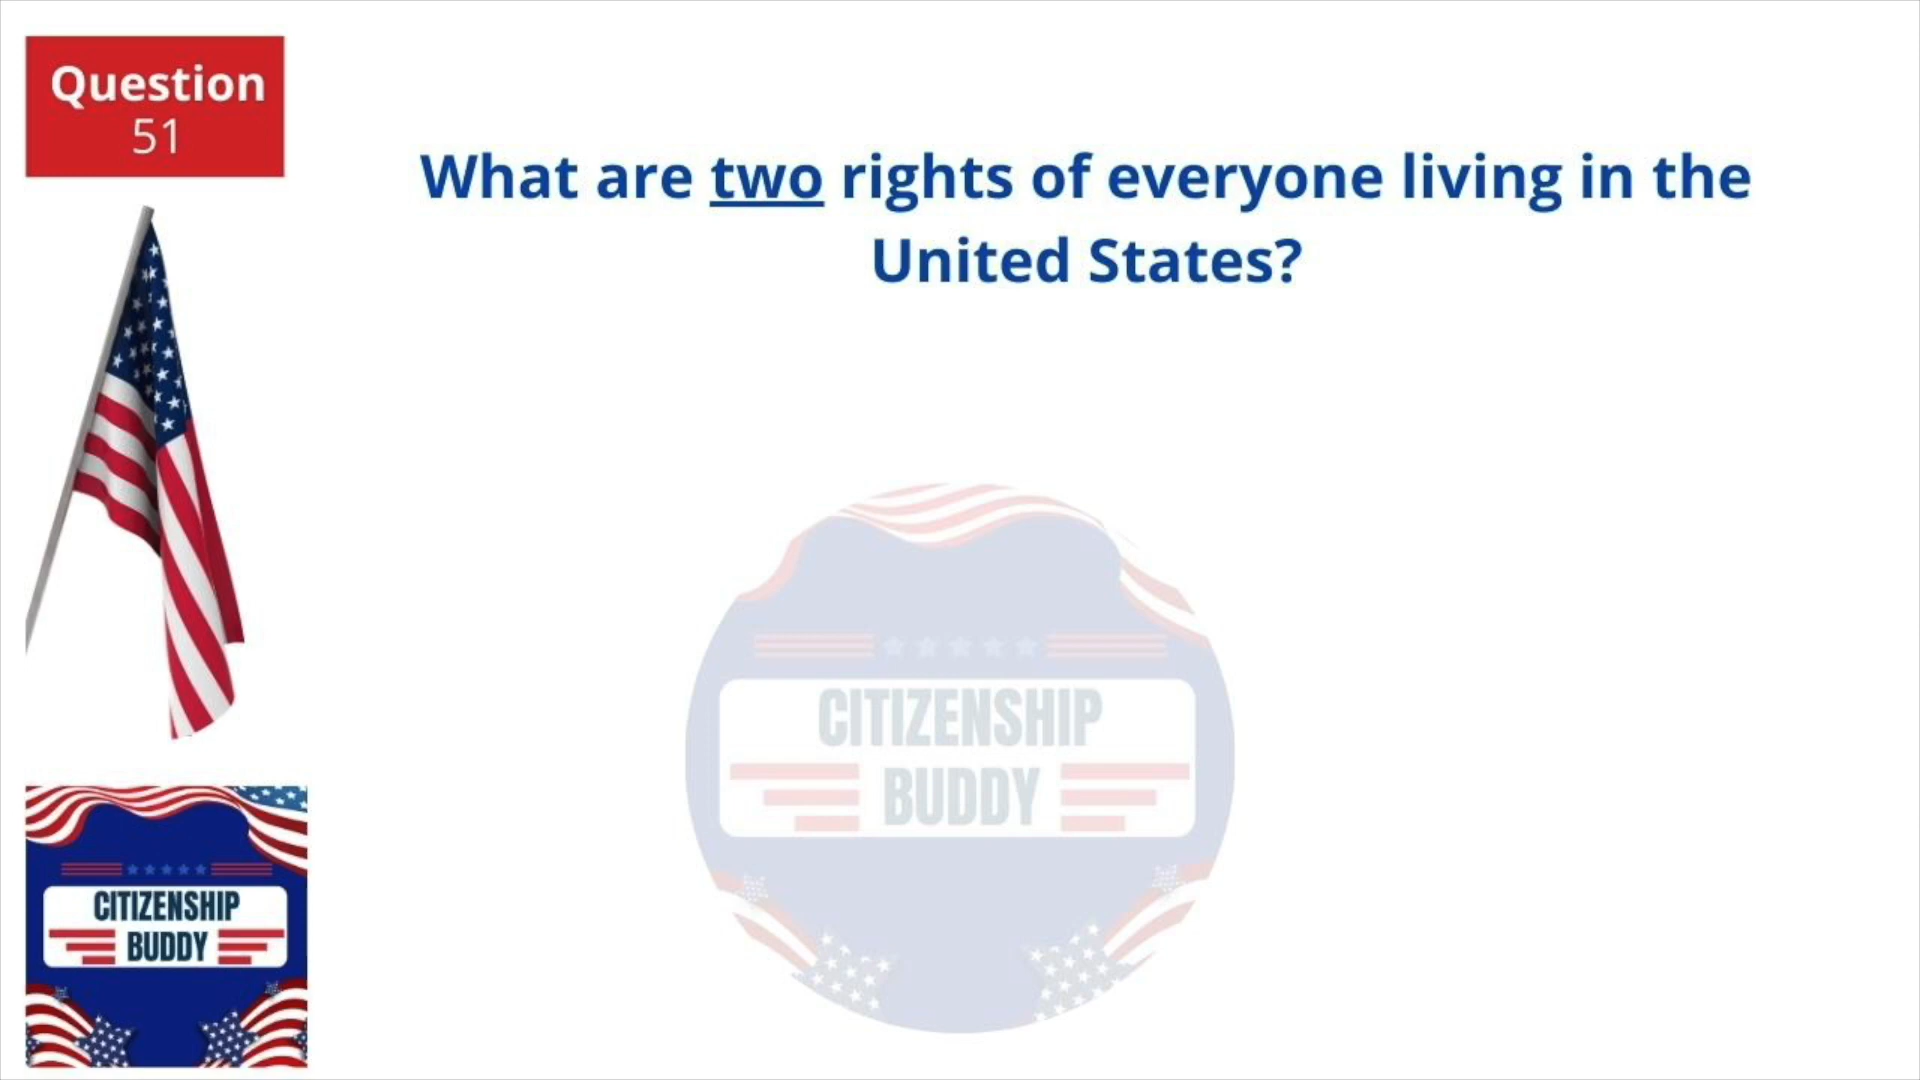 Question
51
What are two rights of everyone living in the
United States?
CITIZENSHIP
BUDDY
CITIZENSHIP
BUDDY